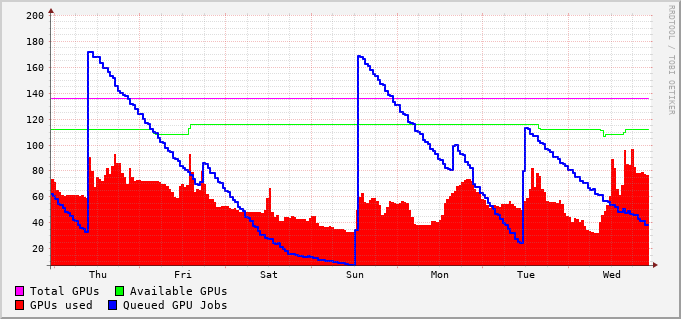 200
180
160
140
120
100
80
60
40
20
Thu Fri Sat Sun Mon Tue Wed
Total GPUs Available GPUs
GPUs used Queued GPU Jobs
RRDTOOL / TOBI OETIKER